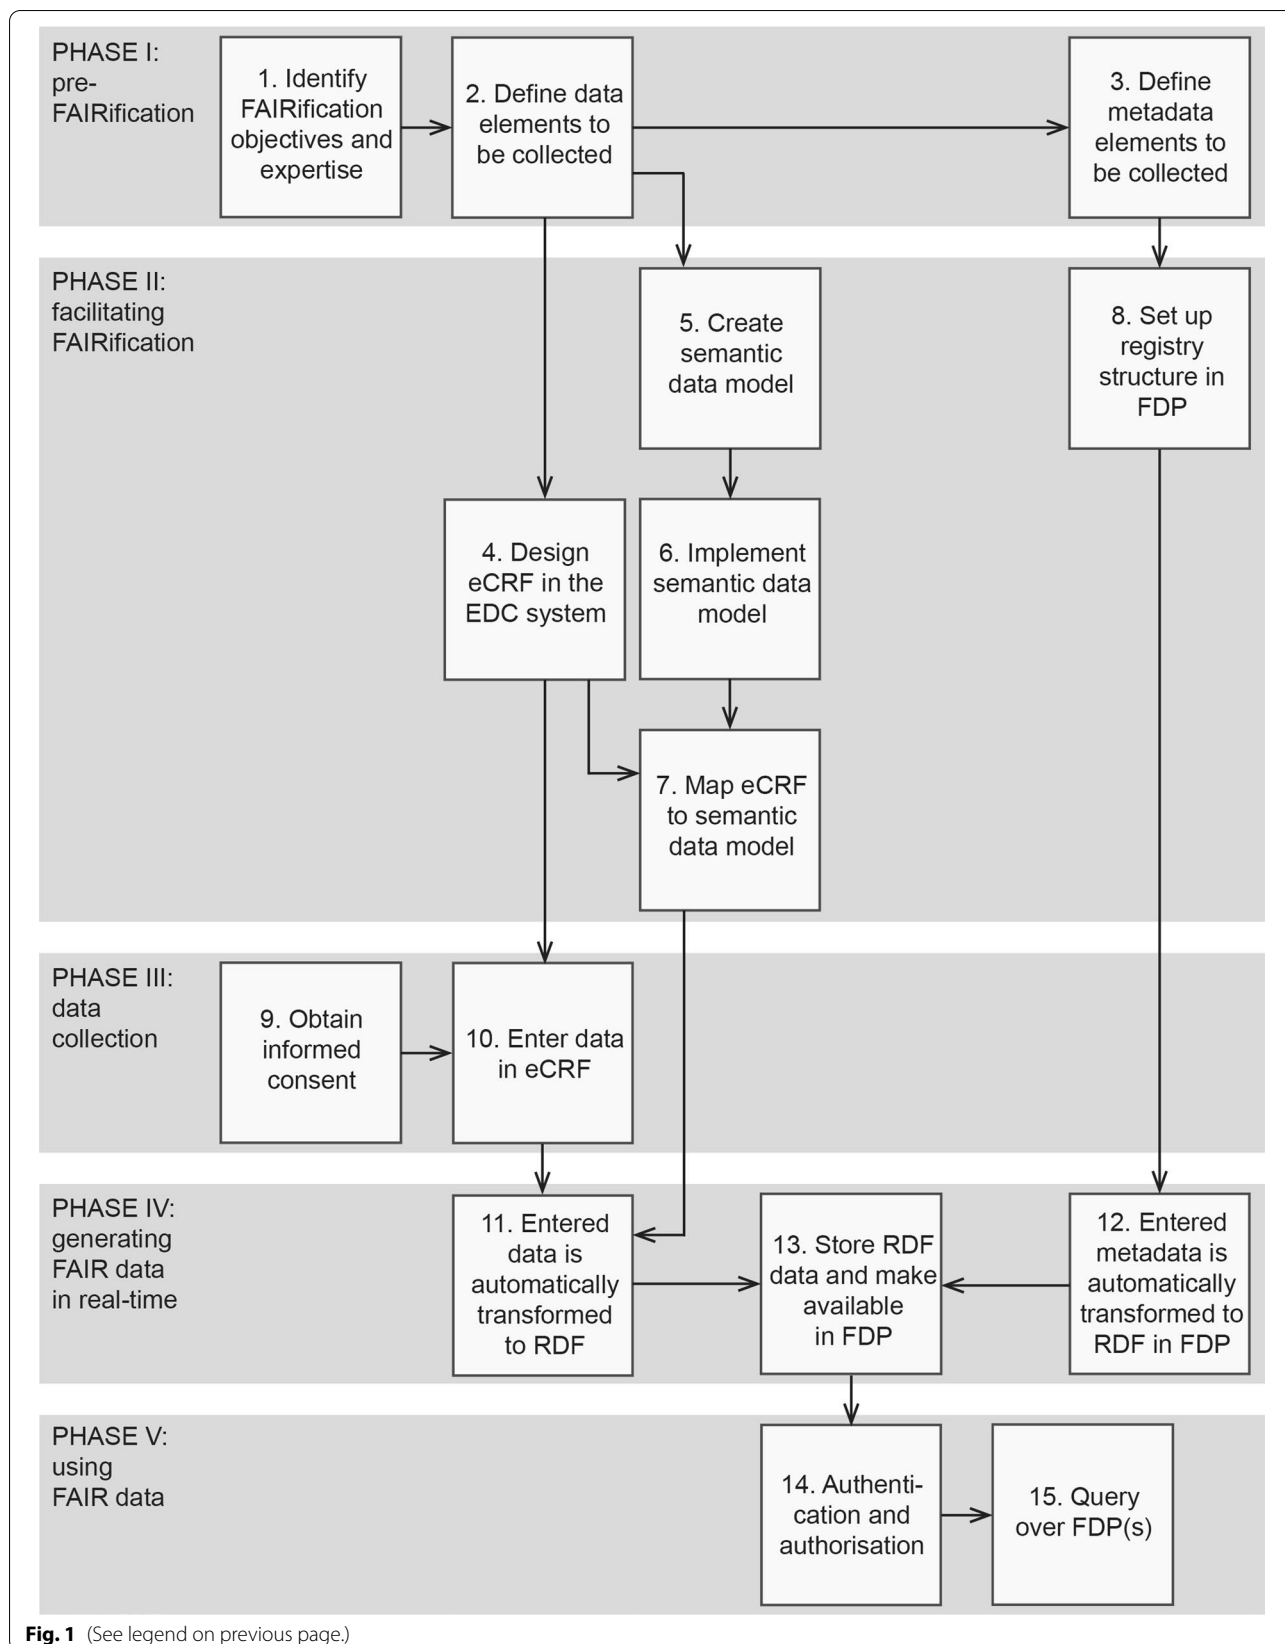 PHASE I:
pre-
FAIRification
1. Identify
FAIRification
objectives and
expertise
2. Define data
elements to
be collected
3. Define
metadata
elements to
be collected
PHASE II:
facilitating
FAIRification
5. Create
semantic
data model
8. Set up
registry
structure in
FDP
4. Design
eCRF in the
EDC system
6. Implement
semantic data
model
7. Map eCRF
to semantic
data model
PHASE III:
data
collection
9. Obtain
informed
consent
10. Enter data
in eCRF
PHASE IV:
generating
FAIR data
in real-time
11. Entered
data is
automatically
transformed
to RDF
13. Store RDF
data and make
available
in FDP
12. Entered
metadata is
automatically
transformed to
RDF in FDP
PHASE V:
using
FAIR data
14. Authenti-
cation and
authorisation
15. Query
over FDP(s)
Fig. 1 (See legend on previous page.)